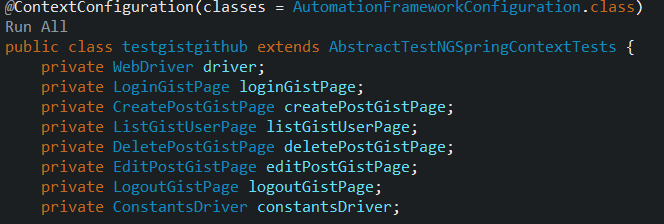 @ContextConfiguration(classes = AutomationFrameworkConfiguration.class)
Run All
public class testgistgithub extends AbstractTestNGSpringContextTests {
    private WebDriver driver;
    private LoginGistPage loginGistPage;
    private CreatePostGistPage createPostGistPage;
    private ListGistUserPage listGistUserPage;
    private DeletePostGistPage deletePostGistPage;
    private EditPostGistPage editPostGistPage;
    private LogoutGistPage logoutGistPage;
    private ConstantsDriver constantsDriver;